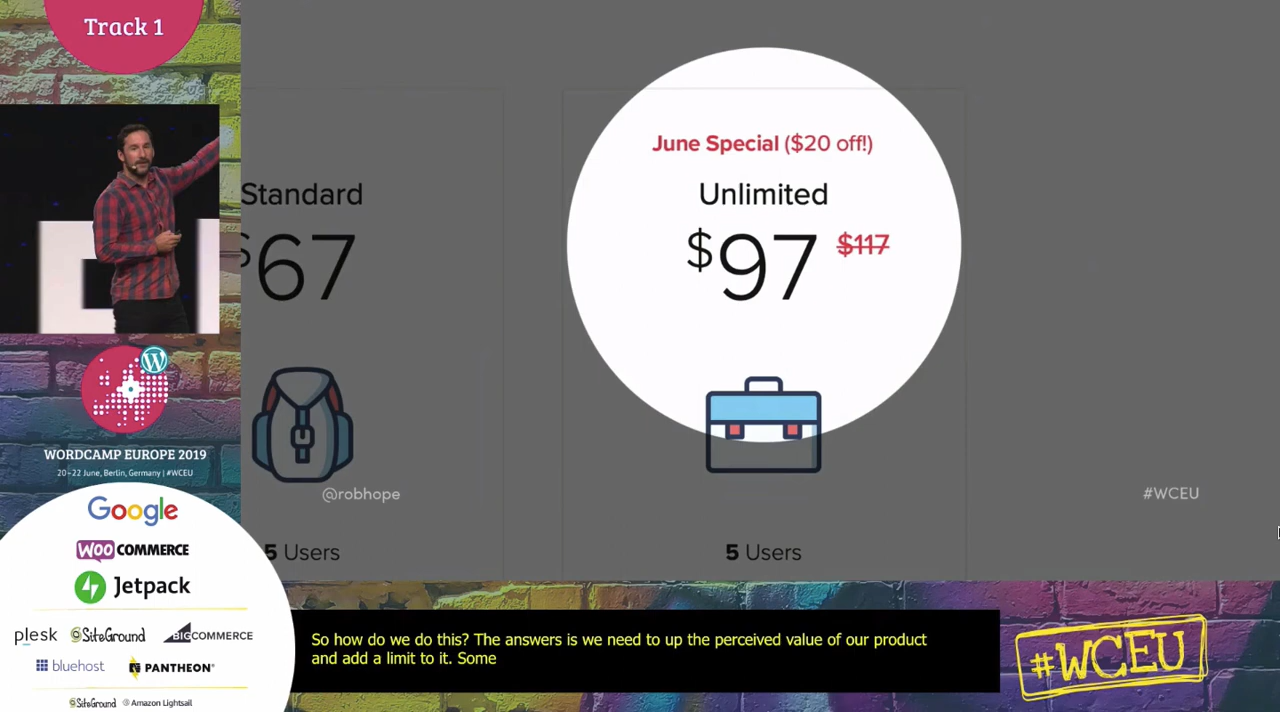 Track 1
June Special ($20 off!)
Standard
Unlimited
$67
$97 $117
@robhope
#WCEU
5 Users
5 Users
W
WORDCAMP EUROPE 2019
20-22 June, Berlin, Germany | #WCEU
Google
WOO COMMERCE
Jetpack
plesk SiteGround BIGCOMMERCE
bluehost PANTHEON®
SiteGround @ Amazon Lightsail
So how do we do this? The answers is we need to up the perceived value of our product
and add a limit to it. Some
#WCEU